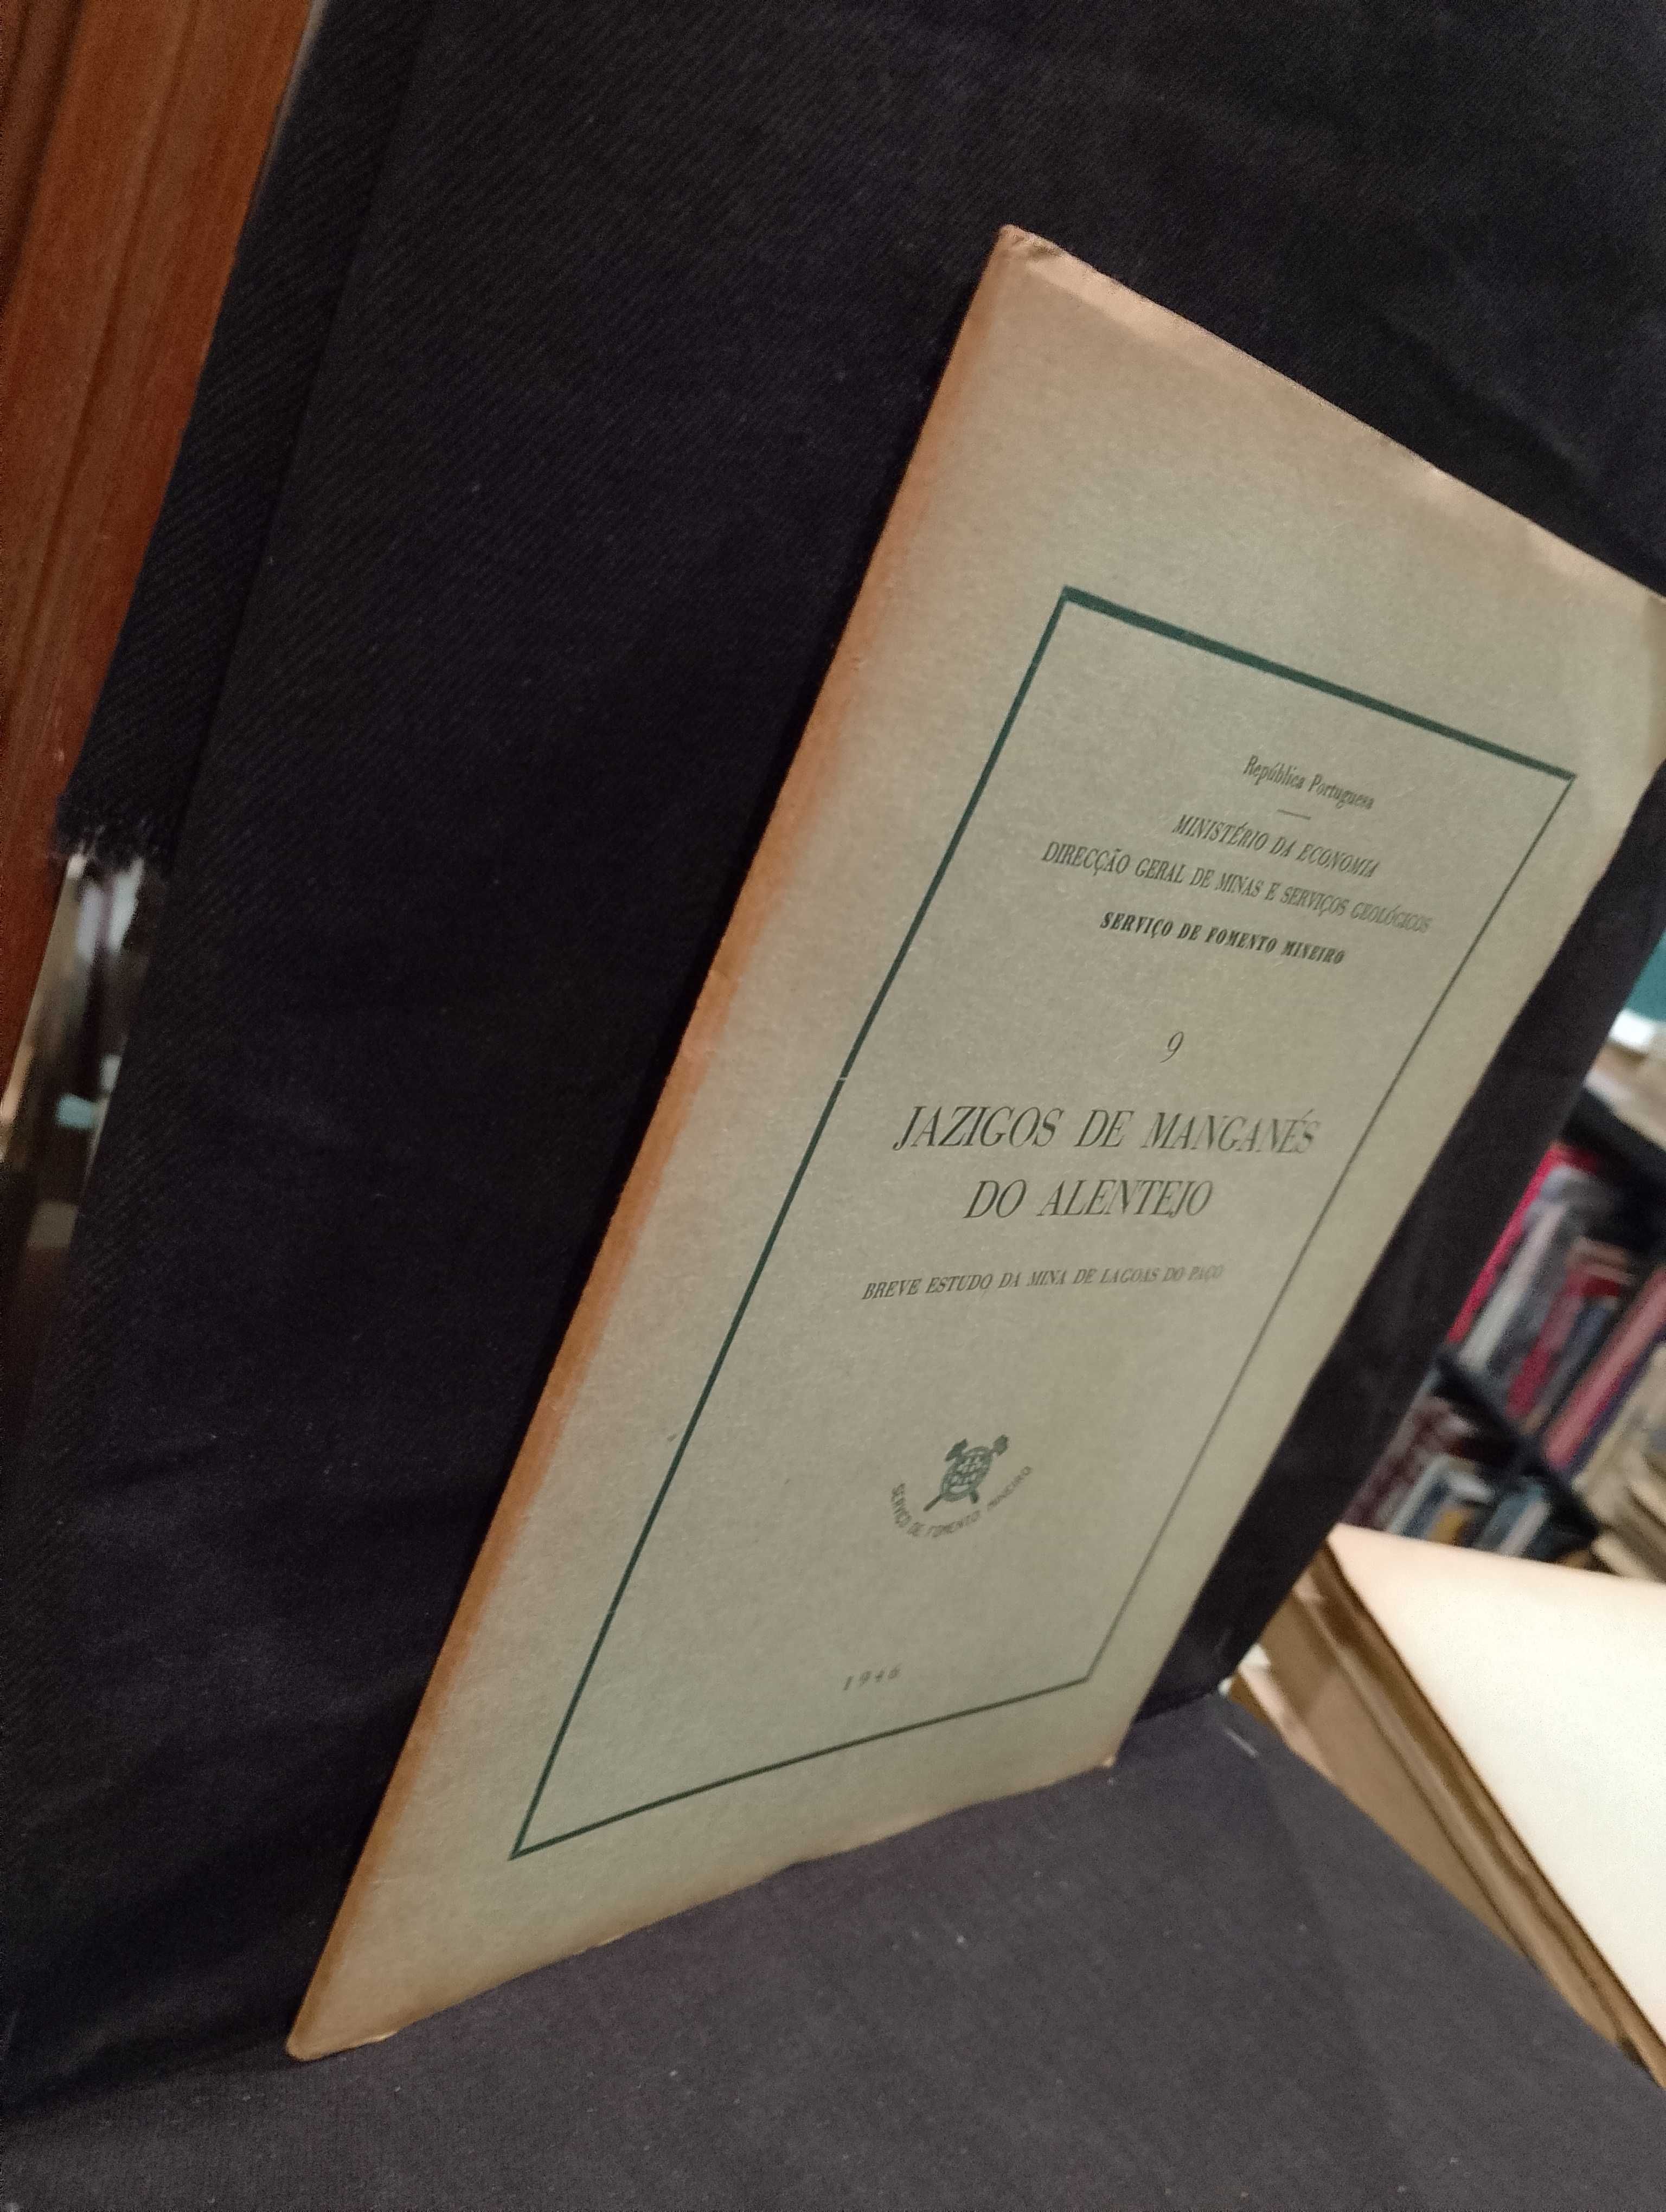 República Portuguesa
MINISTÉRIO DA ECONOMIA
DIRECÇÃO GERAL DE MINAS E SERVIÇOS GEOLÓGICOS
SERVIÇO DE FOMENTO MINEIRO
9
JAZIGOS DE MANGANÉS
DO ALENTEJO
BREVE ESTUDO DA MINA DE LAGOAS DO PAÇO
SERVIÇO DE FOMENTO MINEIRO
1946